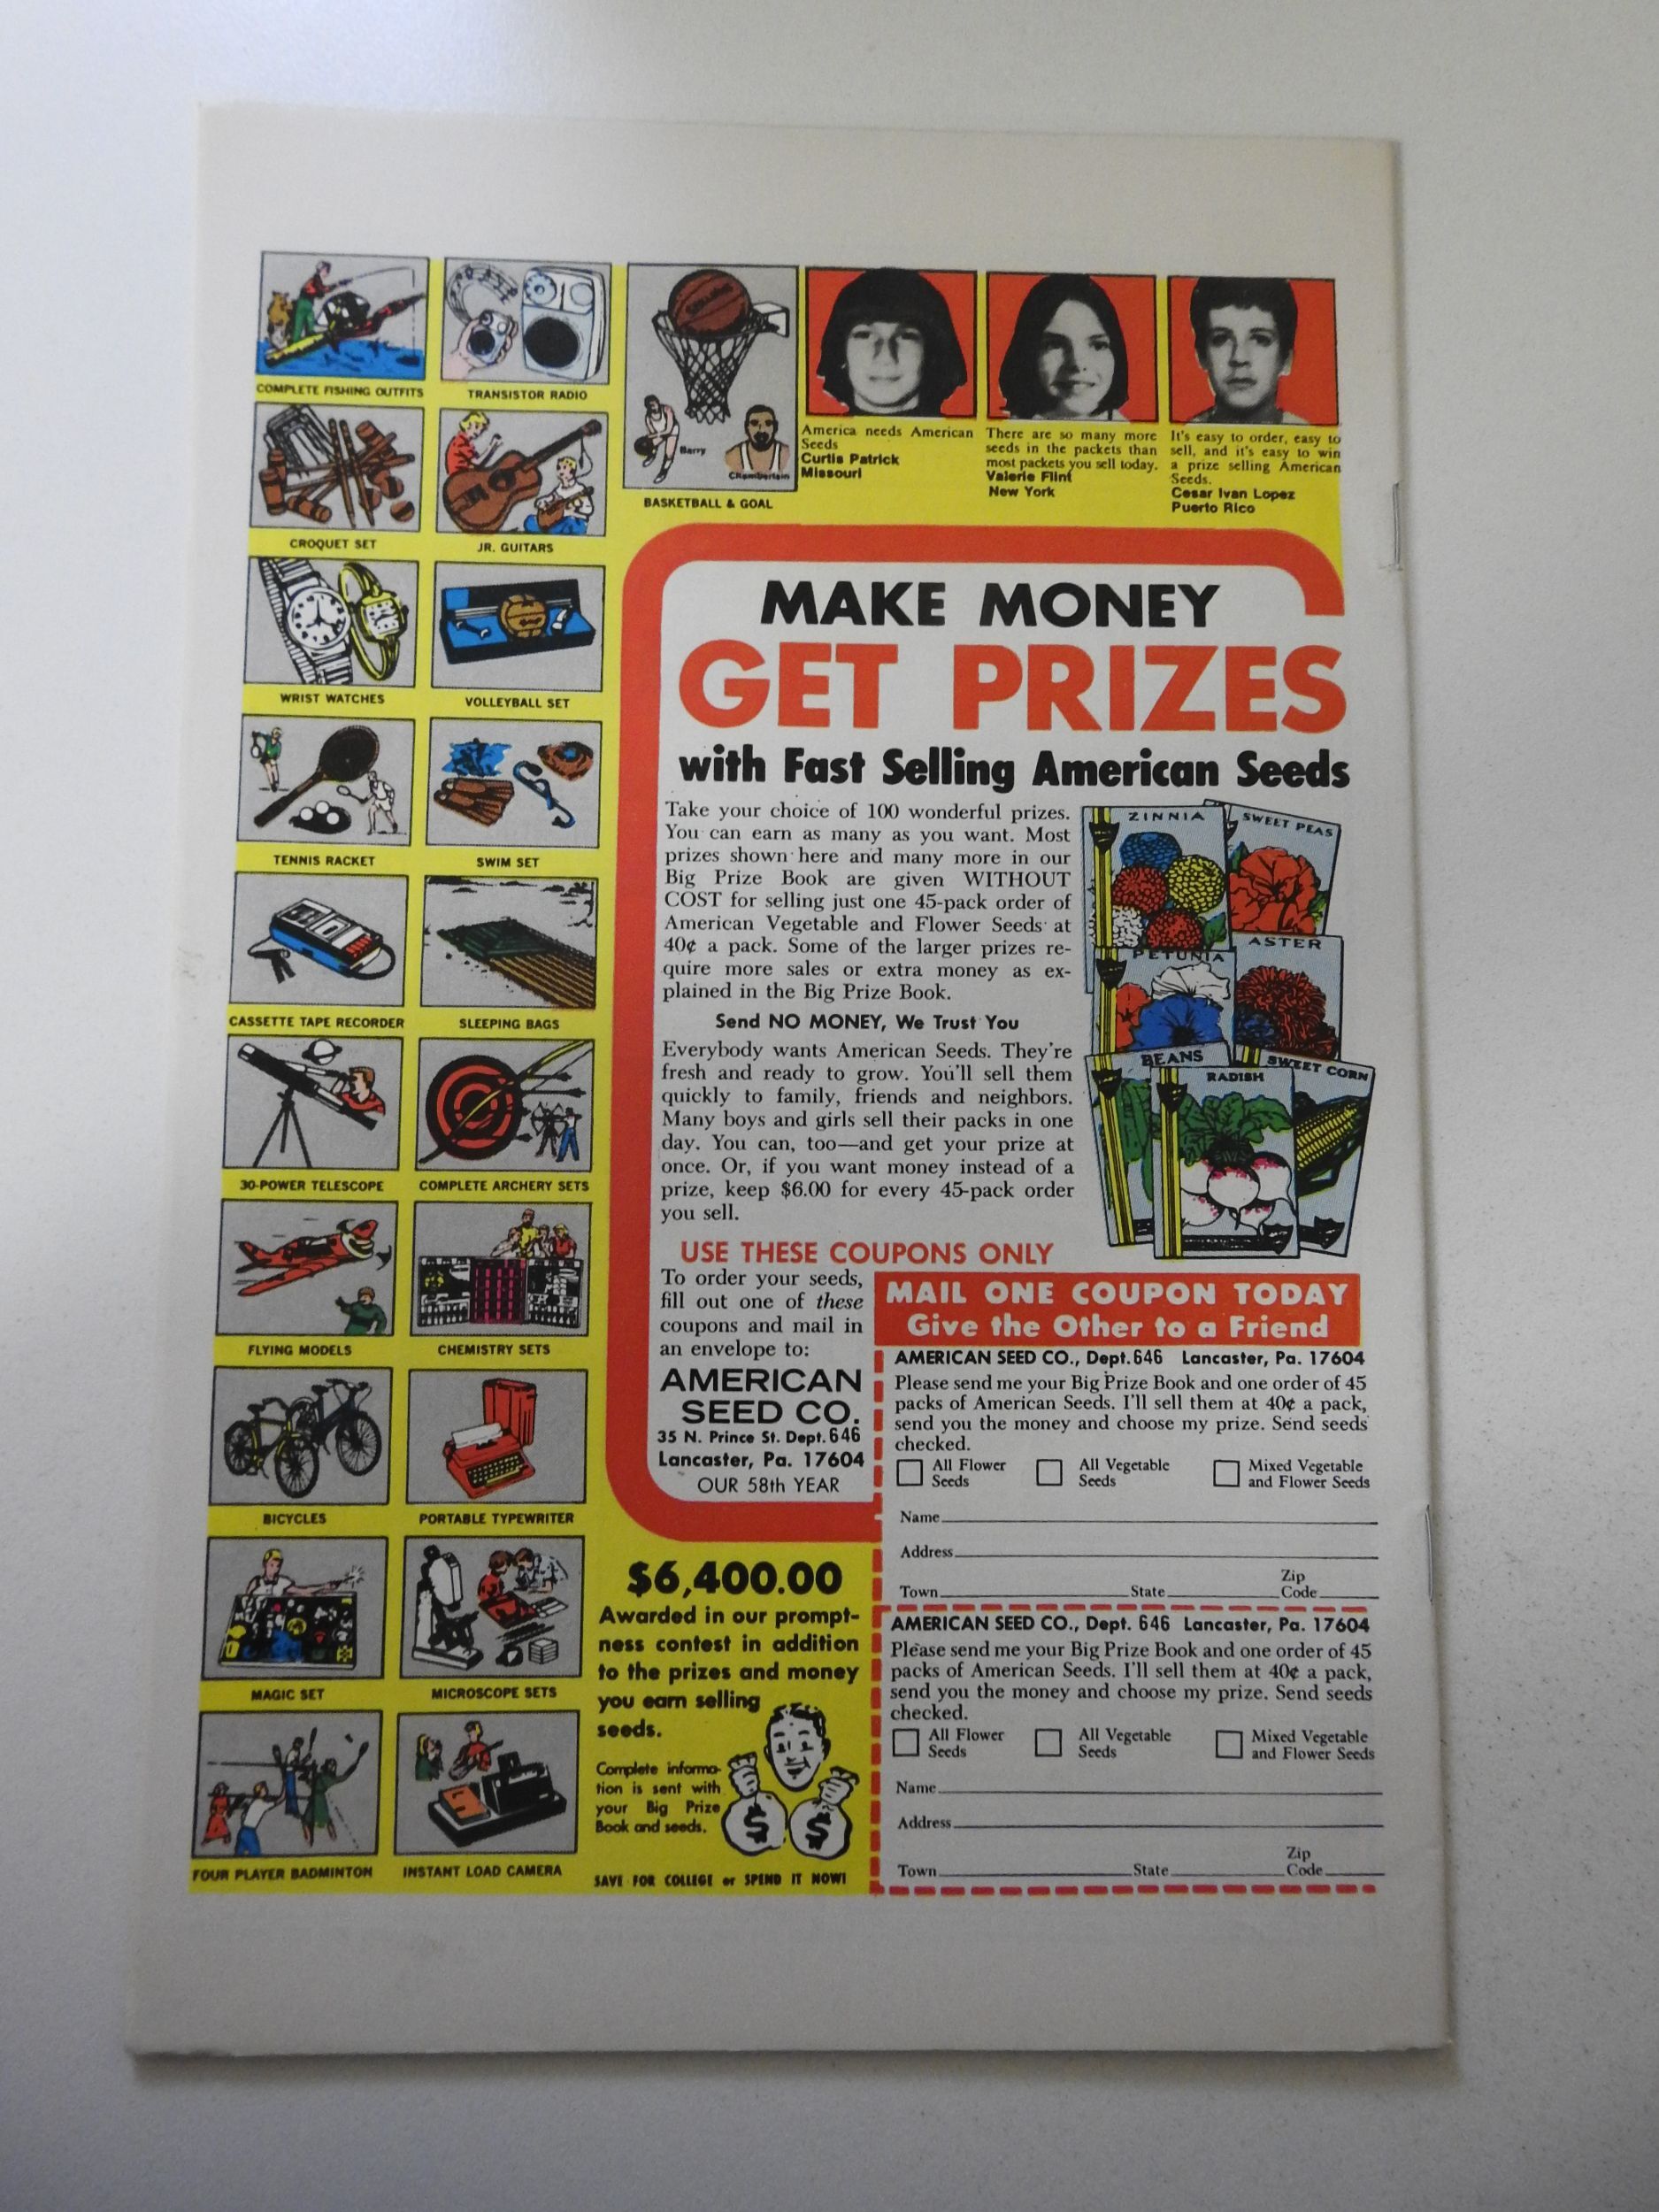 COMPLETE FISHING OUTFITS
TRANSISTOR RADIO
Barry
Chamberlain
BASKETBALL & GOAL
America needs American
Seeds
Curtis Patrick
Missouri
There are so many more
seeds in the packets than
most packets you sell today.
Valerie Flint
New York
It's easy to order, easy to
sell, and it's easy to win
a prize selling American
Seeds.
Cesar Ivan Lopez
Puerto Rico
CROQUET SET
JR. GUITARS
WRIST WATCHES
VOLLEYBALL SET
TENNIS RACKET
SWIM SET
CASSETTE TAPE RECORDER
SLEEPING BAGS
30-POWER TELESCOPE
COMPLETE ARCHERY SETS
FLYING MODELS
CHEMISTRY SETS
BICYCLES
PORTABLE TYPEWRITER
MAGIC SET
MICROSCOPE SETS
FOUR PLAYER BADMINTON
INSTANT LOAD CAMERA
MAKE MONEY
GET PRIZES
with Fast Selling American Seeds
Take your choice of 100 wonderful prizes.
You can earn as many as you want. Most
prizes shown here and many more in our
Big Prize Book are given WITHOUT
COST for selling just one 45-pack order of
American Vegetable and Flower Seeds at
40¢ a pack. Some of the larger prizes re-
quire more sales or extra money as ex-
plained in the Big Prize Book.
Send NO MONEY, We Trust You
Everybody wants American Seeds. They're
fresh and ready to grow. You'll sell them
quickly to family, friends and neighbors.
Many boys and girls sell their packs in one
day. You can, too—and get your prize at
once. Or, if you want money instead of a
prize, keep $6.00 for every 45-pack order
you sell.
ZINNIA
SWEET PEAS
PETUNIA
ASTER
BEANS
RADISH
SWEET CORN
USE THESE COUPONS ONLY
To order your seeds,
fill out one of these
coupons and mail in
an envelope to:
AMERICAN
SEED CO.
35 N. Prince St. Dept. 646
Lancaster, Pa. 17604
OUR 58th YEAR
MAIL ONE COUPON TODAY
Give the Other to a Friend
AMERICAN SEED CO., Dept. 646 Lancaster, Pa. 17604
Please send me your Big Prize Book and one order of 45
packs of American Seeds. I'll sell them at 40¢ a pack,
send you the money and choose my prize. Send seeds
checked.
All Flower
Seeds
All Vegetable
Seeds
Mixed Vegetable
and Flower Seeds
Name
Address
Town State Zip Code
AMERICAN SEED CO., Dept. 646 Lancaster, Pa. 17604
Please send me your Big Prize Book and one order of 45
packs of American Seeds. I'll sell them at 40¢ a pack,
send you the money and choose my prize. Send seeds
checked.
All Flower
Seeds
All Vegetable
Seeds
Mixed Vegetable
and Flower Seeds
Name
Address
Town State Zip Code
$6,400.00
Awarded in our prompt-
ness contest in addition
to the prizes and money
you earn selling
seeds.
Complete informa-
tion is sent with
your Big Prize
Book and seeds.
$ $
SAVE FOR COLLEGE or SPEND IT NOW!